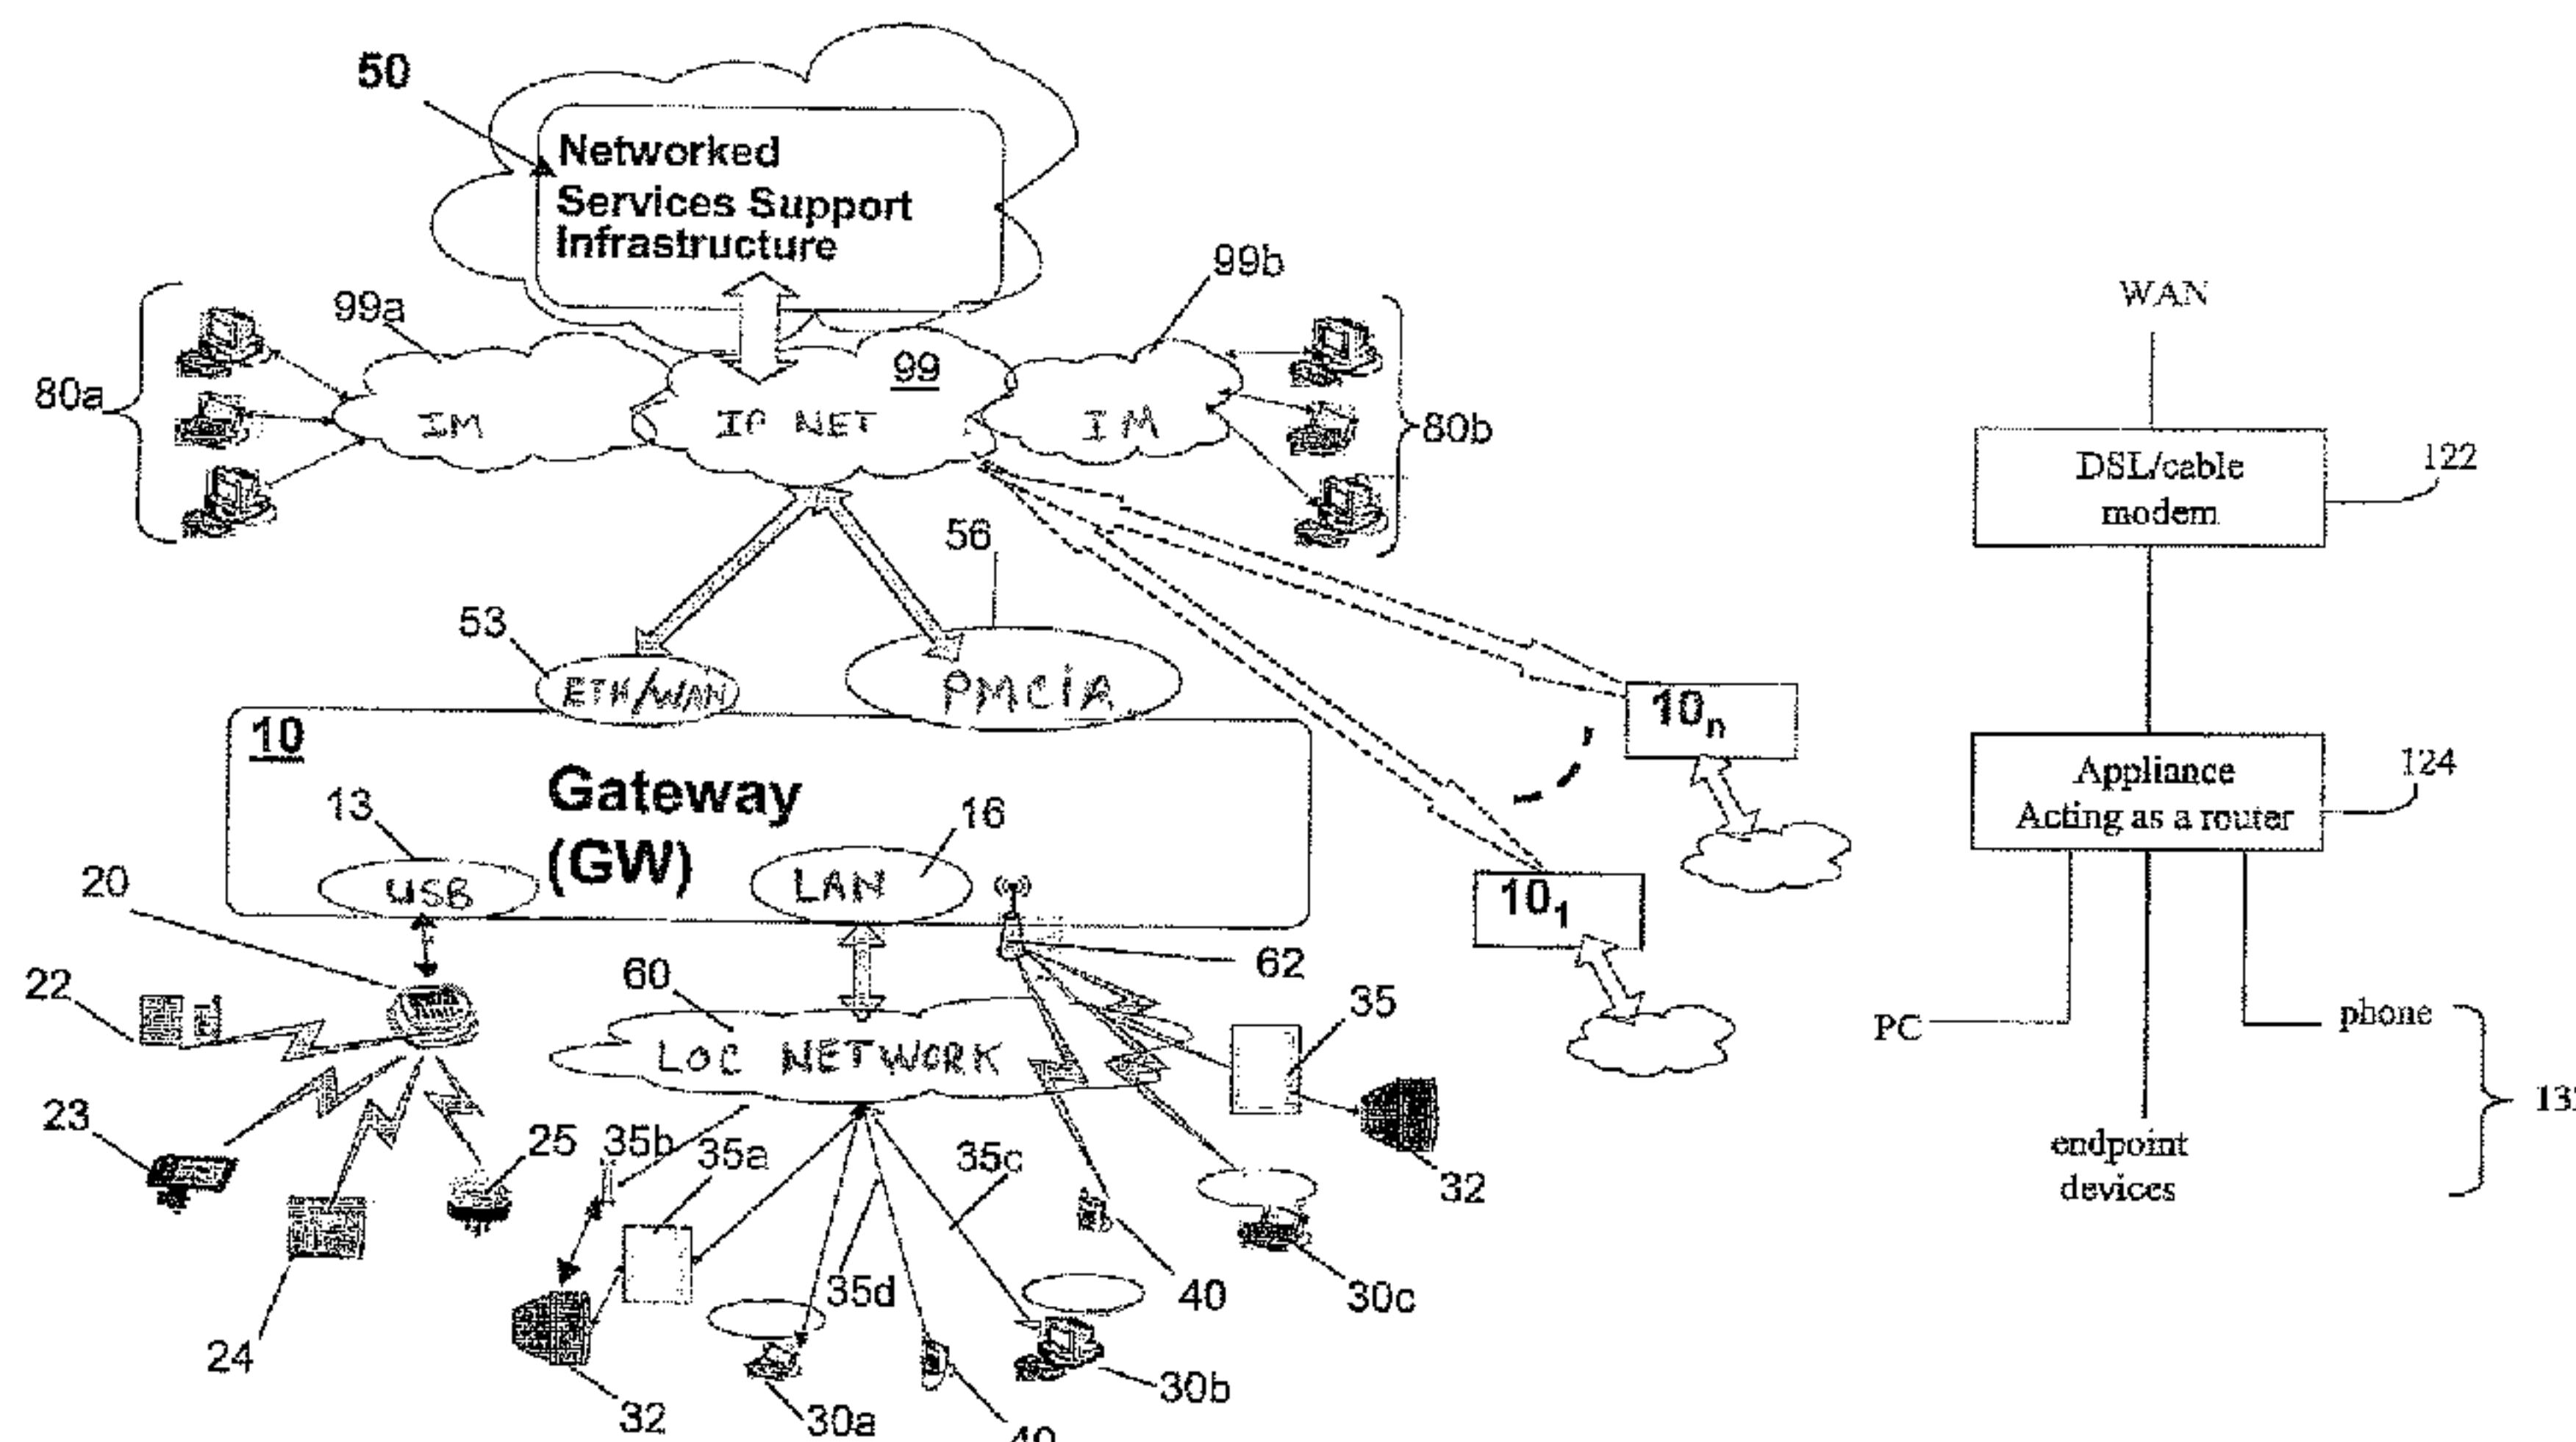 50
Networked
Services Support
Infrastructure
99a
99b
80a
IM
IP NET
99
IM
80b
56
53
ETH/WAN
PMCIA
10
Gateway
(GW)
13
16
USB
LAN
20
62
22
60
35
LOC NETWORK
23
25
35b
35a
35c
32
24
35d
40
30c
32
30a
30b
10n
101
WAN
DSL/cable
modem
122
Appliance
Acting as a router
124
PC
phone
endpoint
devices